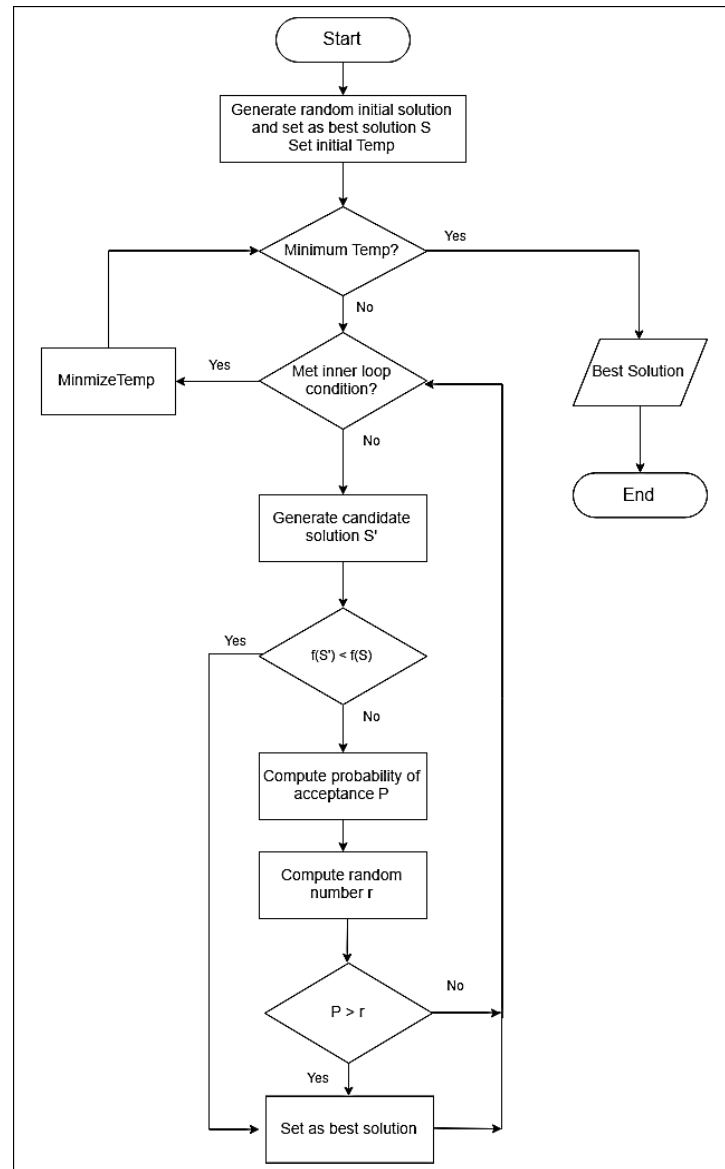 Start
Generate random initial solution
and set as best solution S
Set initial Temp
Minimum Temp?
Yes
No
MinmizeTemp
Yes
Met inner loop
condition?
Best Solution
No
End
Generate candidate
solution S'
Yes
f(S') < f(S)
No
Compute probability of
acceptance P
Compute random
number r
P > r
No
Yes
Set as best solution